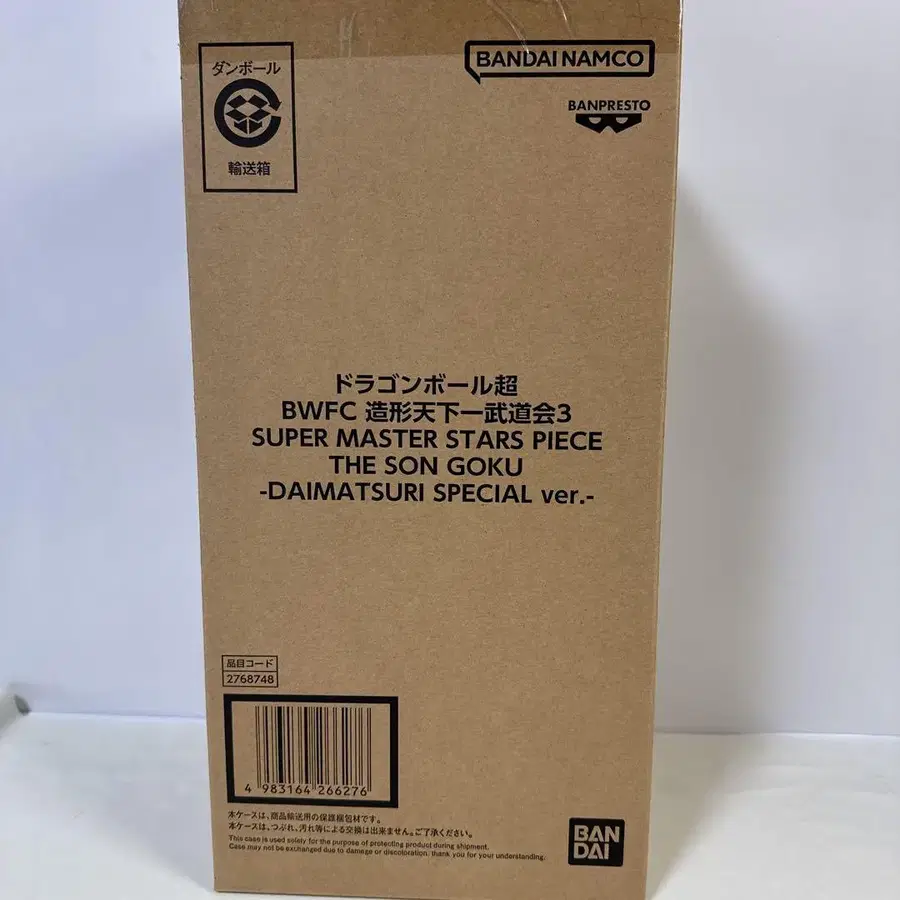 ダンボール
輸送箱
BANDAI NAMCO
BANPRESTO
ドラゴンボール超
BWFC 造形天下一武道会3
SUPER MASTER STARS PIECE
THE SON GOKU
-DAIMATSURI SPECIAL ver.-
品目コード
2768748
4 983164 266276
本ケースは、商品輸送用の保護梱包材です。
本ケースは、つぶれ、汚れ等による交換は出来ません。ご了承ください。
This case is used solely for the purpose of protecting product during shipment.
Case may not be exchanged due to damage or discoloration. thank you for your understanding.
BAN
DAI